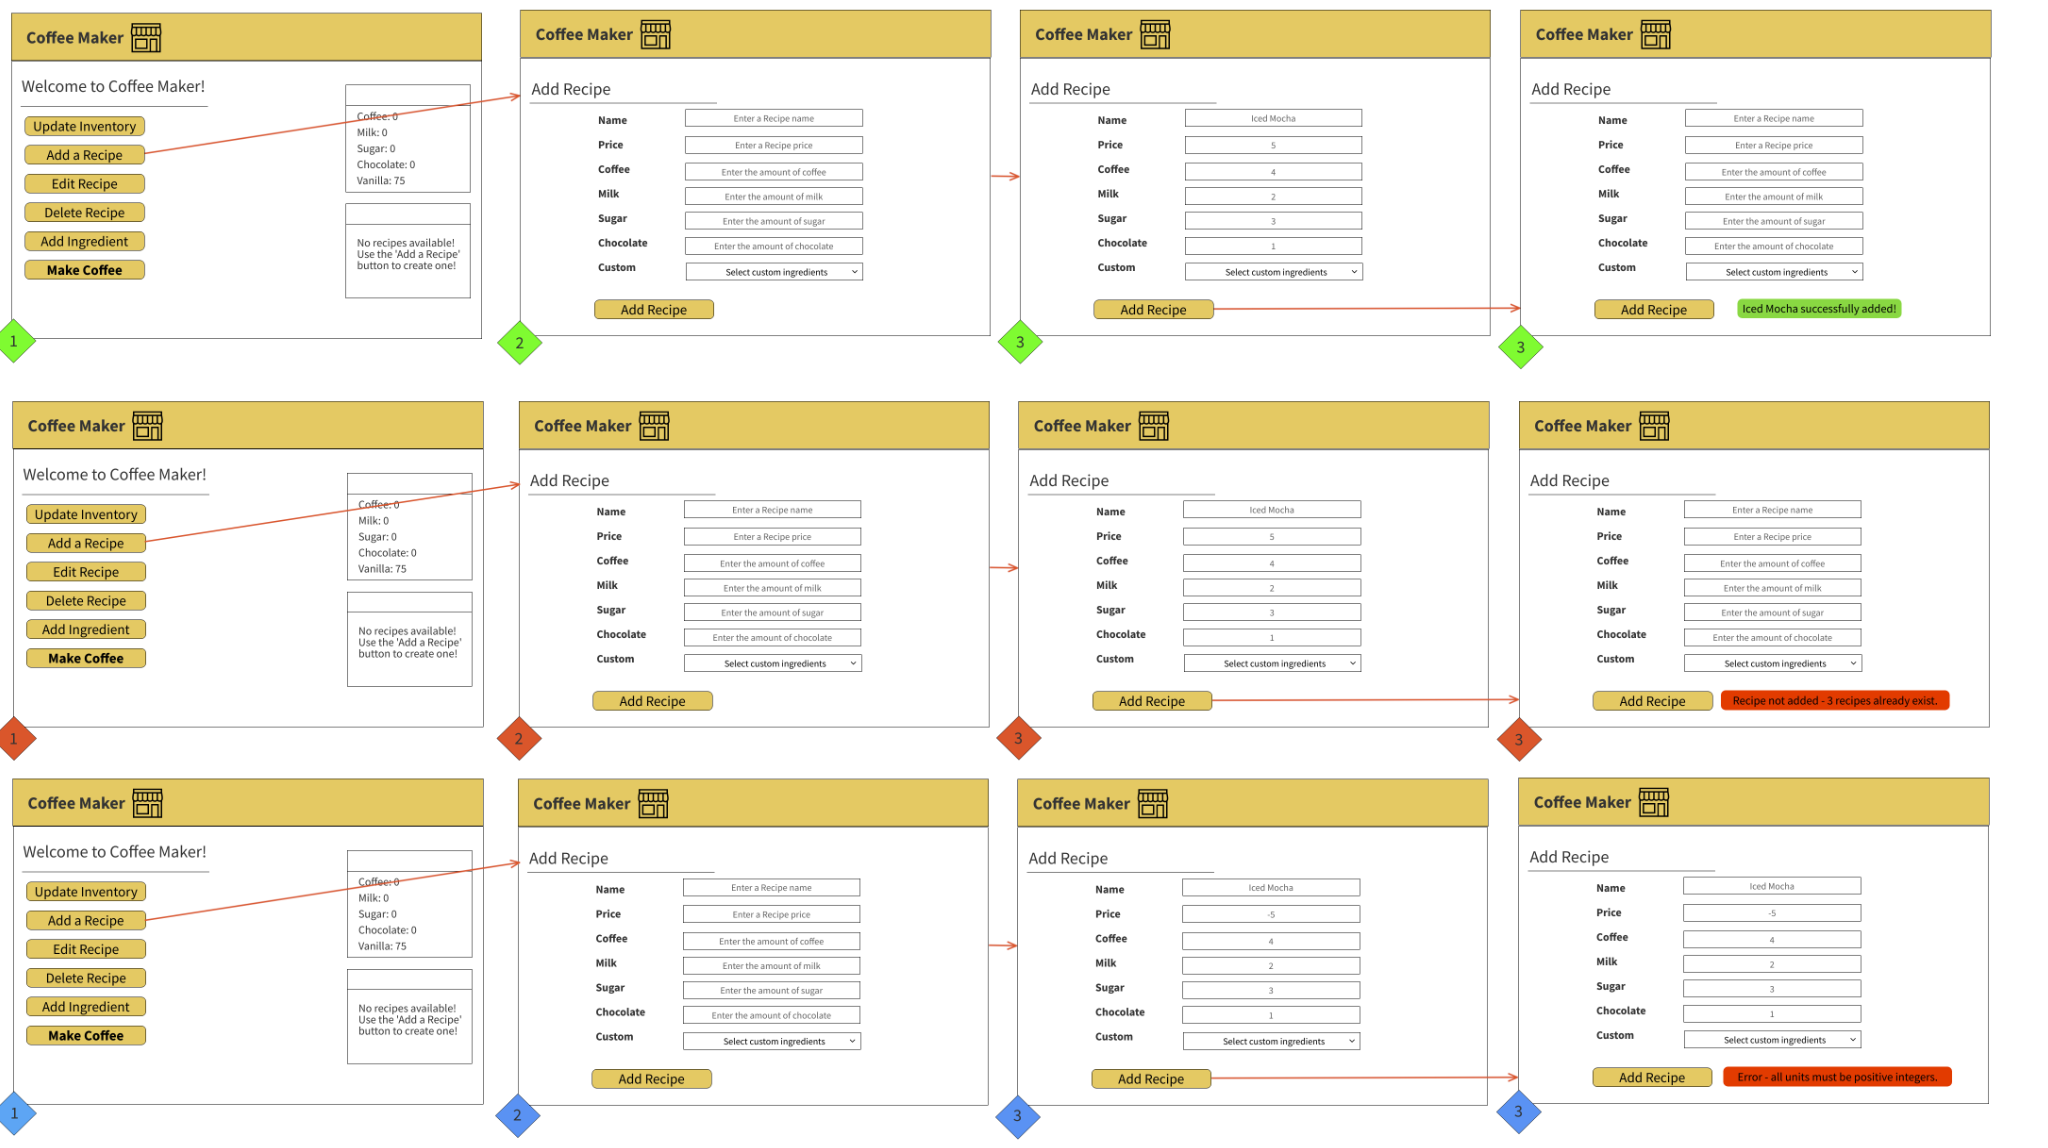 Coffee Maker
Welcome to Coffee Maker!
Update Inventory
Add a Recipe
Edit Recipe
Delete Recipe
Add Ingredient
Make Coffee
Coffee: 0
Milk: 0
Sugar: 0
Chocolate: 0
Vanilla: 75
No recipes available!
Use the 'Add a Recipe'
button to create one!
1
Coffee Maker
Add Recipe
Name Enter a Recipe name
Price Enter a Recipe price
Coffee Enter the amount of coffee
Milk Enter the amount of milk
Sugar Enter the amount of sugar
Chocolate Enter the amount of chocolate
Custom Select custom ingredients
Add Recipe
2
Coffee Maker
Add Recipe
Name Iced Mocha
Price 5
Coffee 4
Milk 2
Sugar 3
Chocolate 1
Custom Select custom ingredients
Add Recipe
3
Coffee Maker
Add Recipe
Name Enter a Recipe name
Price Enter a Recipe price
Coffee Enter the amount of coffee
Milk Enter the amount of milk
Sugar Enter the amount of sugar
Chocolate Enter the amount of chocolate
Custom Select custom ingredients
Add Recipe Iced Mocha successfully added!
3
Coffee Maker
Welcome to Coffee Maker!
Update Inventory
Add a Recipe
Edit Recipe
Delete Recipe
Add Ingredient
Make Coffee
Coffee: 0
Milk: 0
Sugar: 0
Chocolate: 0
Vanilla: 75
No recipes available!
Use the 'Add a Recipe'
button to create one!
1
Coffee Maker
Add Recipe
Name Enter a Recipe name
Price Enter a Recipe price
Coffee Enter the amount of coffee
Milk Enter the amount of milk
Sugar Enter the amount of sugar
Chocolate Enter the amount of chocolate
Custom Select custom ingredients
Add Recipe
2
Coffee Maker
Add Recipe
Name Iced Mocha
Price 5
Coffee 4
Milk 2
Sugar 3
Chocolate 1
Custom Select custom ingredients
Add Recipe
3
Coffee Maker
Add Recipe
Name Enter a Recipe name
Price Enter a Recipe price
Coffee Enter the amount of coffee
Milk Enter the amount of milk
Sugar Enter the amount of sugar
Chocolate Enter the amount of chocolate
Custom Select custom ingredients
Add Recipe Recipe not added - 3 recipes already exist.
3
Coffee Maker
Welcome to Coffee Maker!
Update Inventory
Add a Recipe
Edit Recipe
Delete Recipe
Add Ingredient
Make Coffee
Coffee: 0
Milk: 0
Sugar: 0
Chocolate: 0
Vanilla: 75
No recipes available!
Use the 'Add a Recipe'
button to create one!
1
Coffee Maker
Add Recipe
Name Enter a Recipe name
Price Enter a Recipe price
Coffee Enter the amount of coffee
Milk Enter the amount of milk
Sugar Enter the amount of sugar
Chocolate Enter the amount of chocolate
Custom Select custom ingredients
Add Recipe
2
Coffee Maker
Add Recipe
Name Iced Mocha
Price -5
Coffee 4
Milk 2
Sugar 3
Chocolate 1
Custom Select custom ingredients
Add Recipe
3
Coffee Maker
Add Recipe
Name Iced Mocha
Price -5
Coffee 4
Milk 2
Sugar 3
Chocolate 1
Custom Select custom ingredients
Add Recipe Error - all units must be positive integers.
3